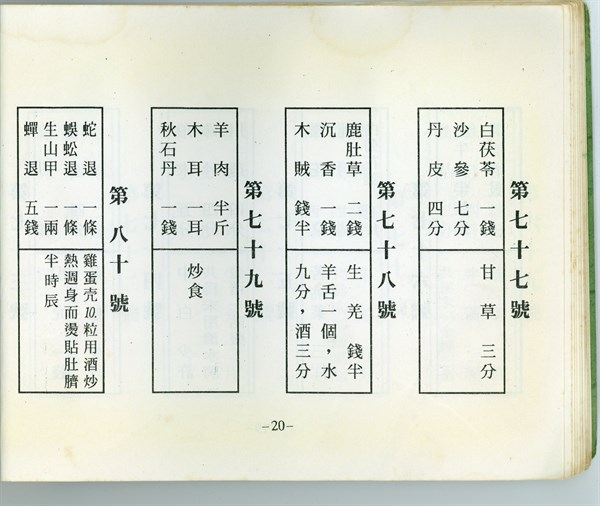 第七十七號
白茯苓 一錢
沙參 七分
丹皮 四分
甘草 三分
第七十八號
鹿肚草 二錢
沉香 一錢
木賊 錢半
生羌 錢半
羊舌一個，水
九分，酒三分
第七十九號
羊肉 半斤
木耳 一耳
秋石丹 一錢
炒食
第八十號
蛇退 一條
蜈蚣退 一條
生山甲 一兩
蟬退 五錢
雞蛋壳10.粒用酒炒
熱週身而燙貼肚臍
半時辰
–20–